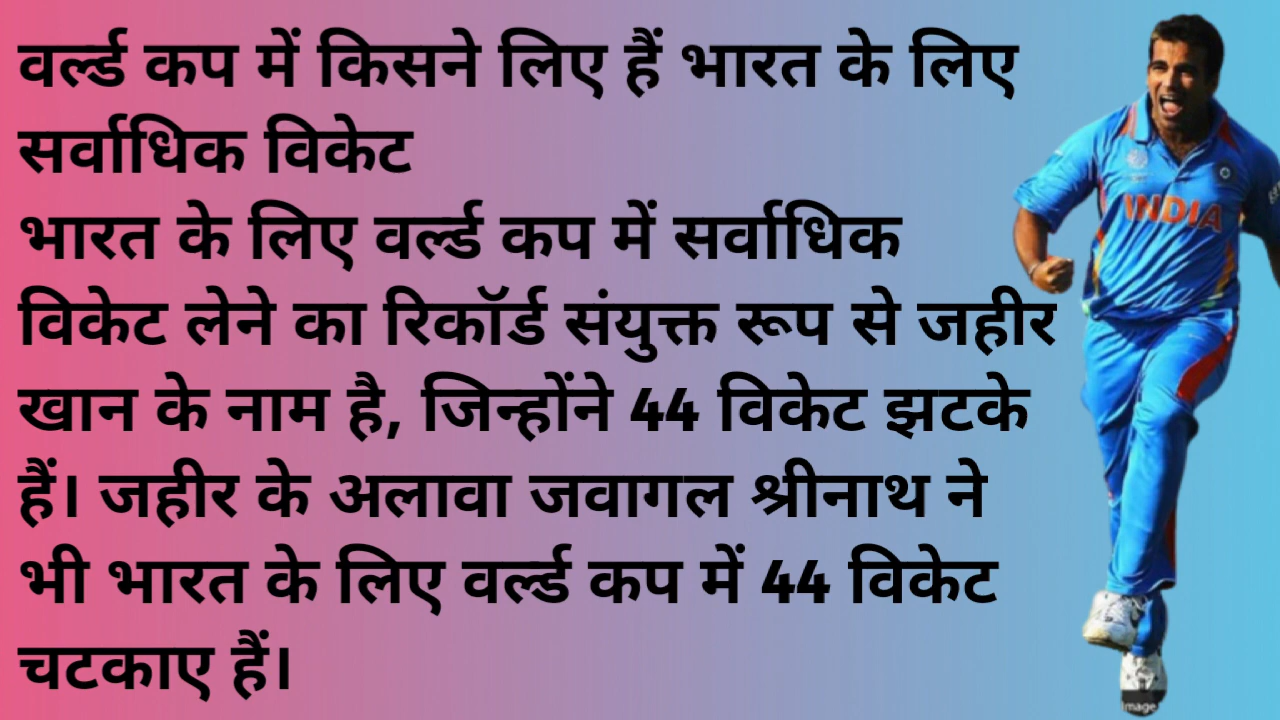 वर्ल्ड कप में किसने लिए हैं भारत के लिए
सर्वाधिक विकेट
भारत के लिए वर्ल्ड कप में सर्वाधिक
विकेट लेने का रिकॉर्ड संयुक्त रूप से जहीर
खान के नाम है, जिन्होंने 44 विकेट झटके
हैं। जहीर के अलावा जवागल श्रीनाथ ने
भी भारत के लिए वर्ल्ड कप में 44 विकेट
चटकाए हैं।
INDIA
Image